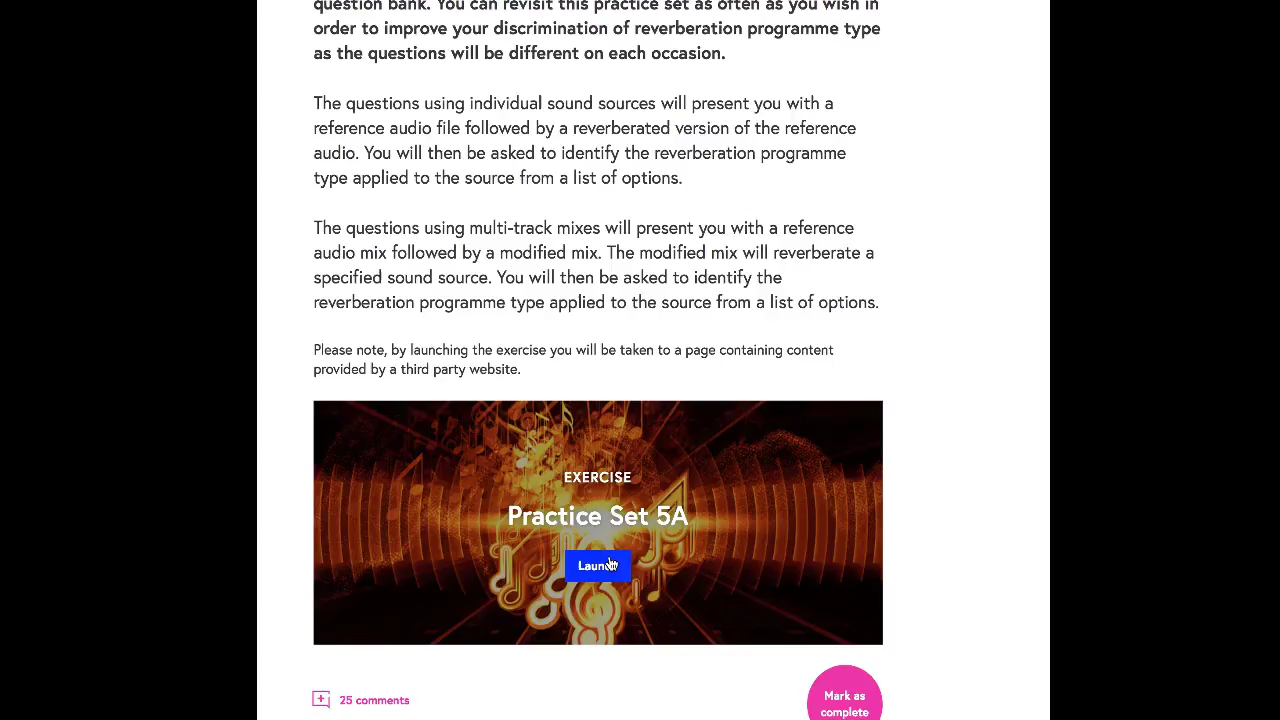 question bank. You can revisit this practice set as often as you wish in
order to improve your discrimination of reverberation programme type
as the questions will be different on each occasion.
The questions using individual sound sources will present you with a
reference audio file followed by a reverberated version of the reference
audio. You will then be asked to identify the reverberation programme
type applied to the source from a list of options.
The questions using multi-track mixes will present you with a reference
audio mix followed by a modified mix. The modified mix will reverberate a
specified sound source. You will then be asked to identify the
reverberation programme type applied to the source from a list of options.
Please note, by launching the exercise you will be taken to a page containing content
provided by a third party website.
EXERCISE
Practice Set 5A
Launch
25 comments
Mark as
complete